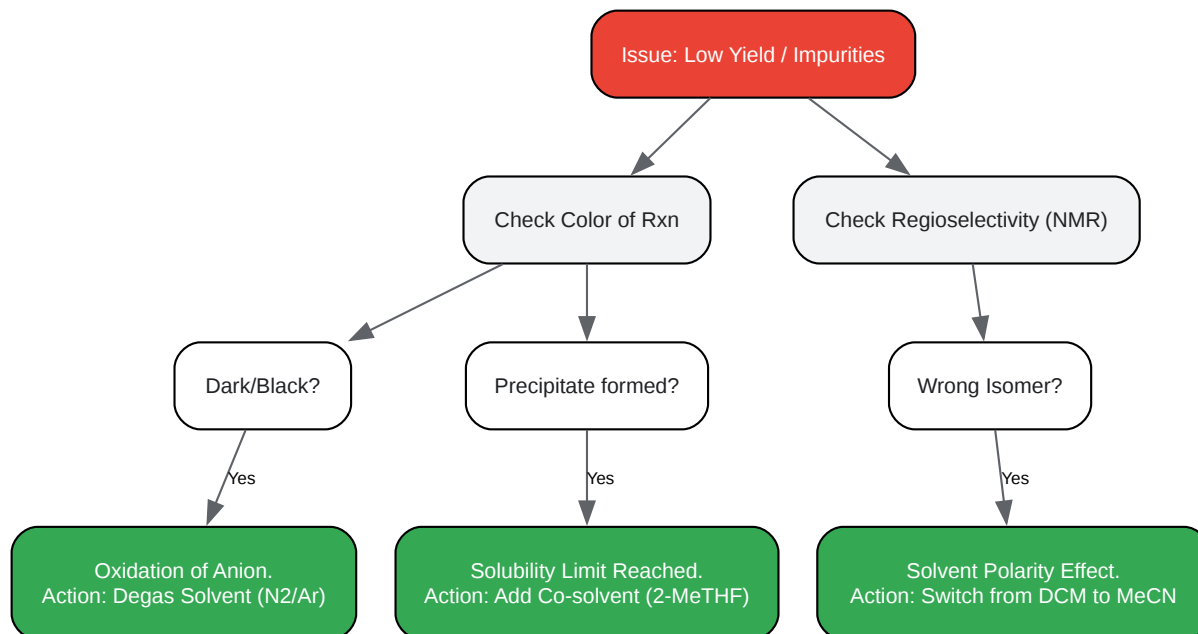 Issue: Low Yield / Impurities
Check Color of Rxn
Check Regioselectivity (NMR)
Dark/Black?
Precipitate formed?
Wrong Isomer?
Yes
Yes
Yes
Oxidation of Anion.
Action: Degas Solvent (N2/Ar)
Solubility Limit Reached.
Action: Add Co-solvent (2-MeTHF)
Solvent Polarity Effect.
Action: Switch from DCM to MeCN